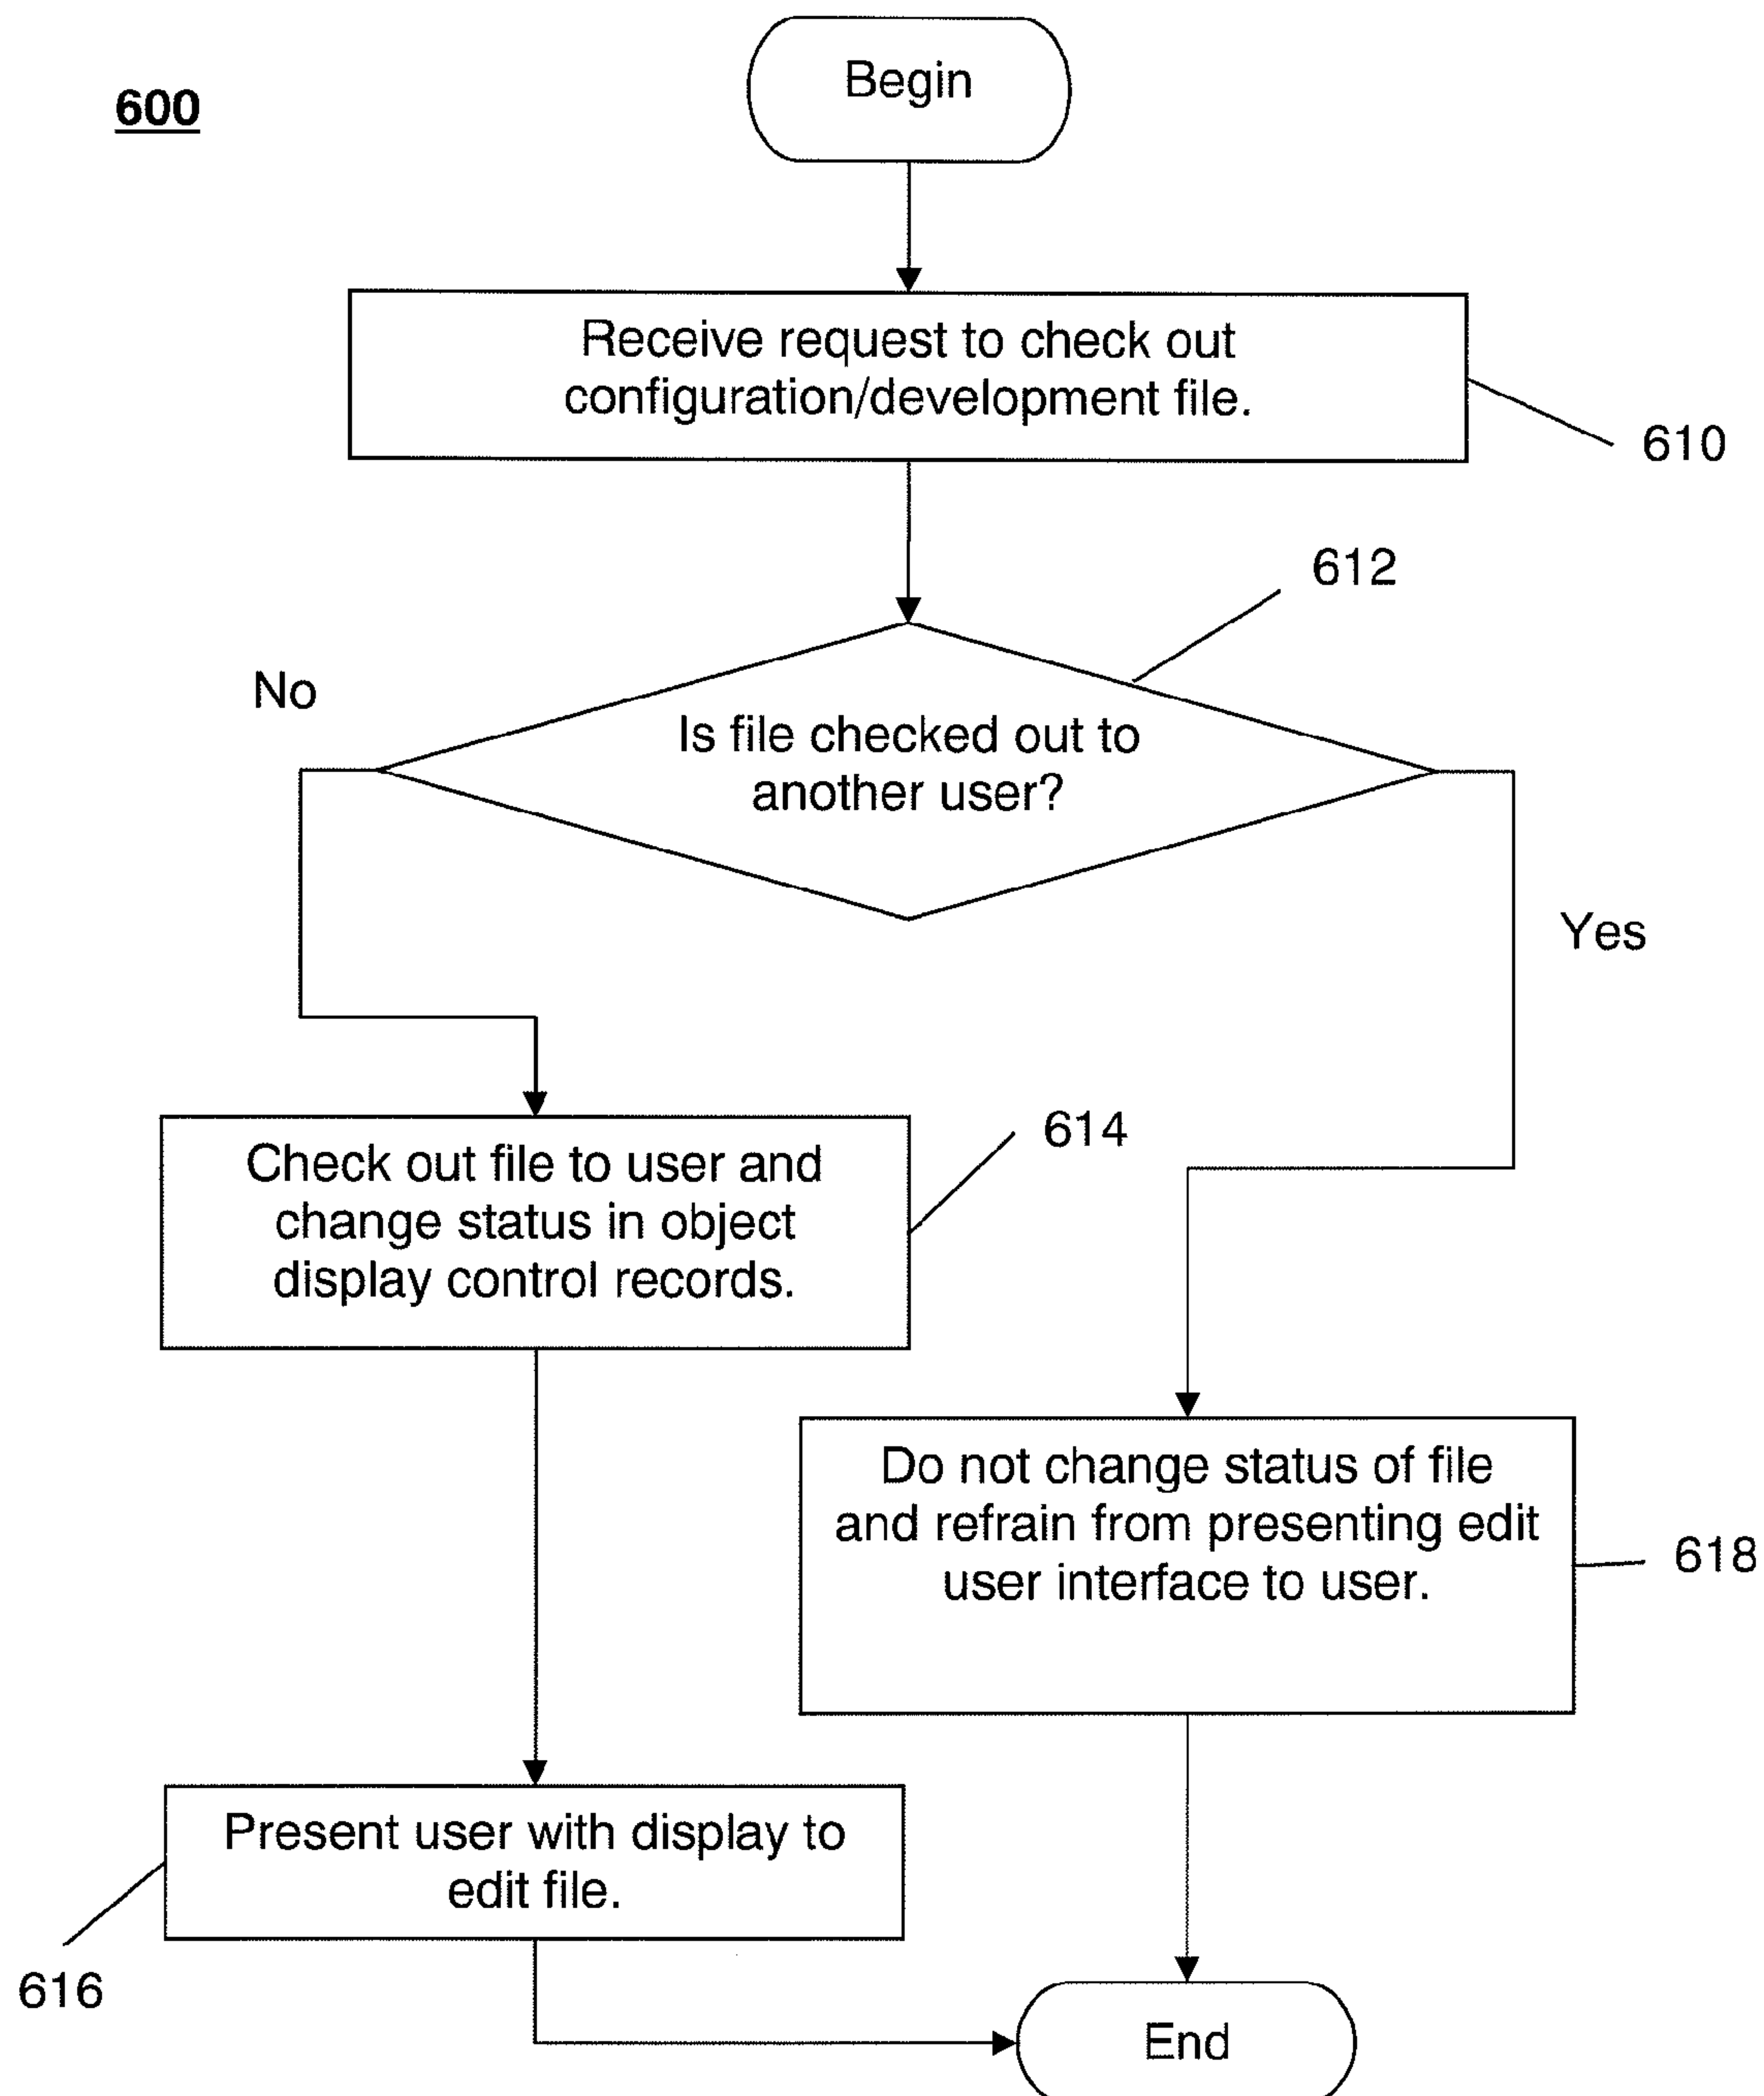 600
Begin
Receive request to check out
configuration/development file.
610
612
No
Is file checked out to
another user?
Yes
Check out file to user and
change status in object
display control records.
614
Do not change status of file
and refrain from presenting edit
user interface to user.
618
Present user with display to
edit file.
616
End